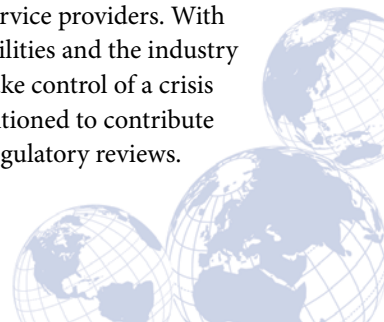 rvice providers. With
ilities and the industry
ke control of a crisis
tioned to contribute
gulatory reviews.